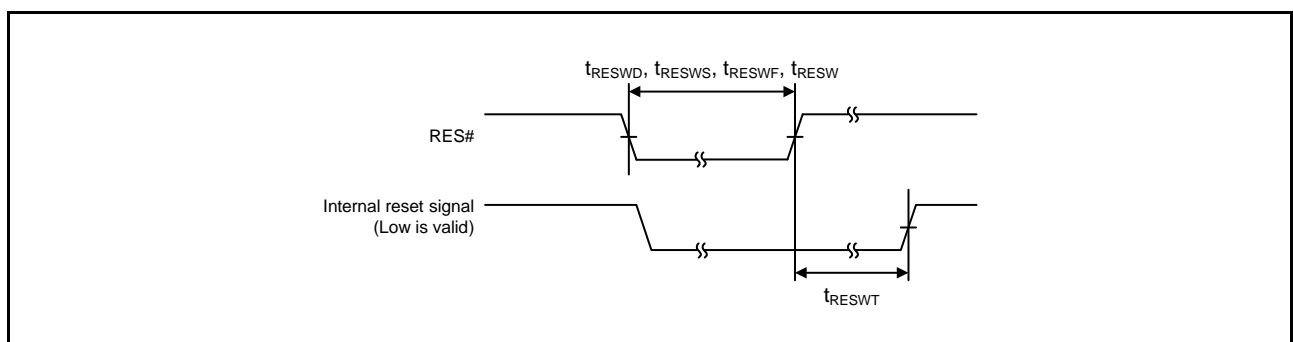 tRESWD, tRESWS, tRESWF, tRESW
RES#
Internal reset signal
(Low is valid)
tRESWT